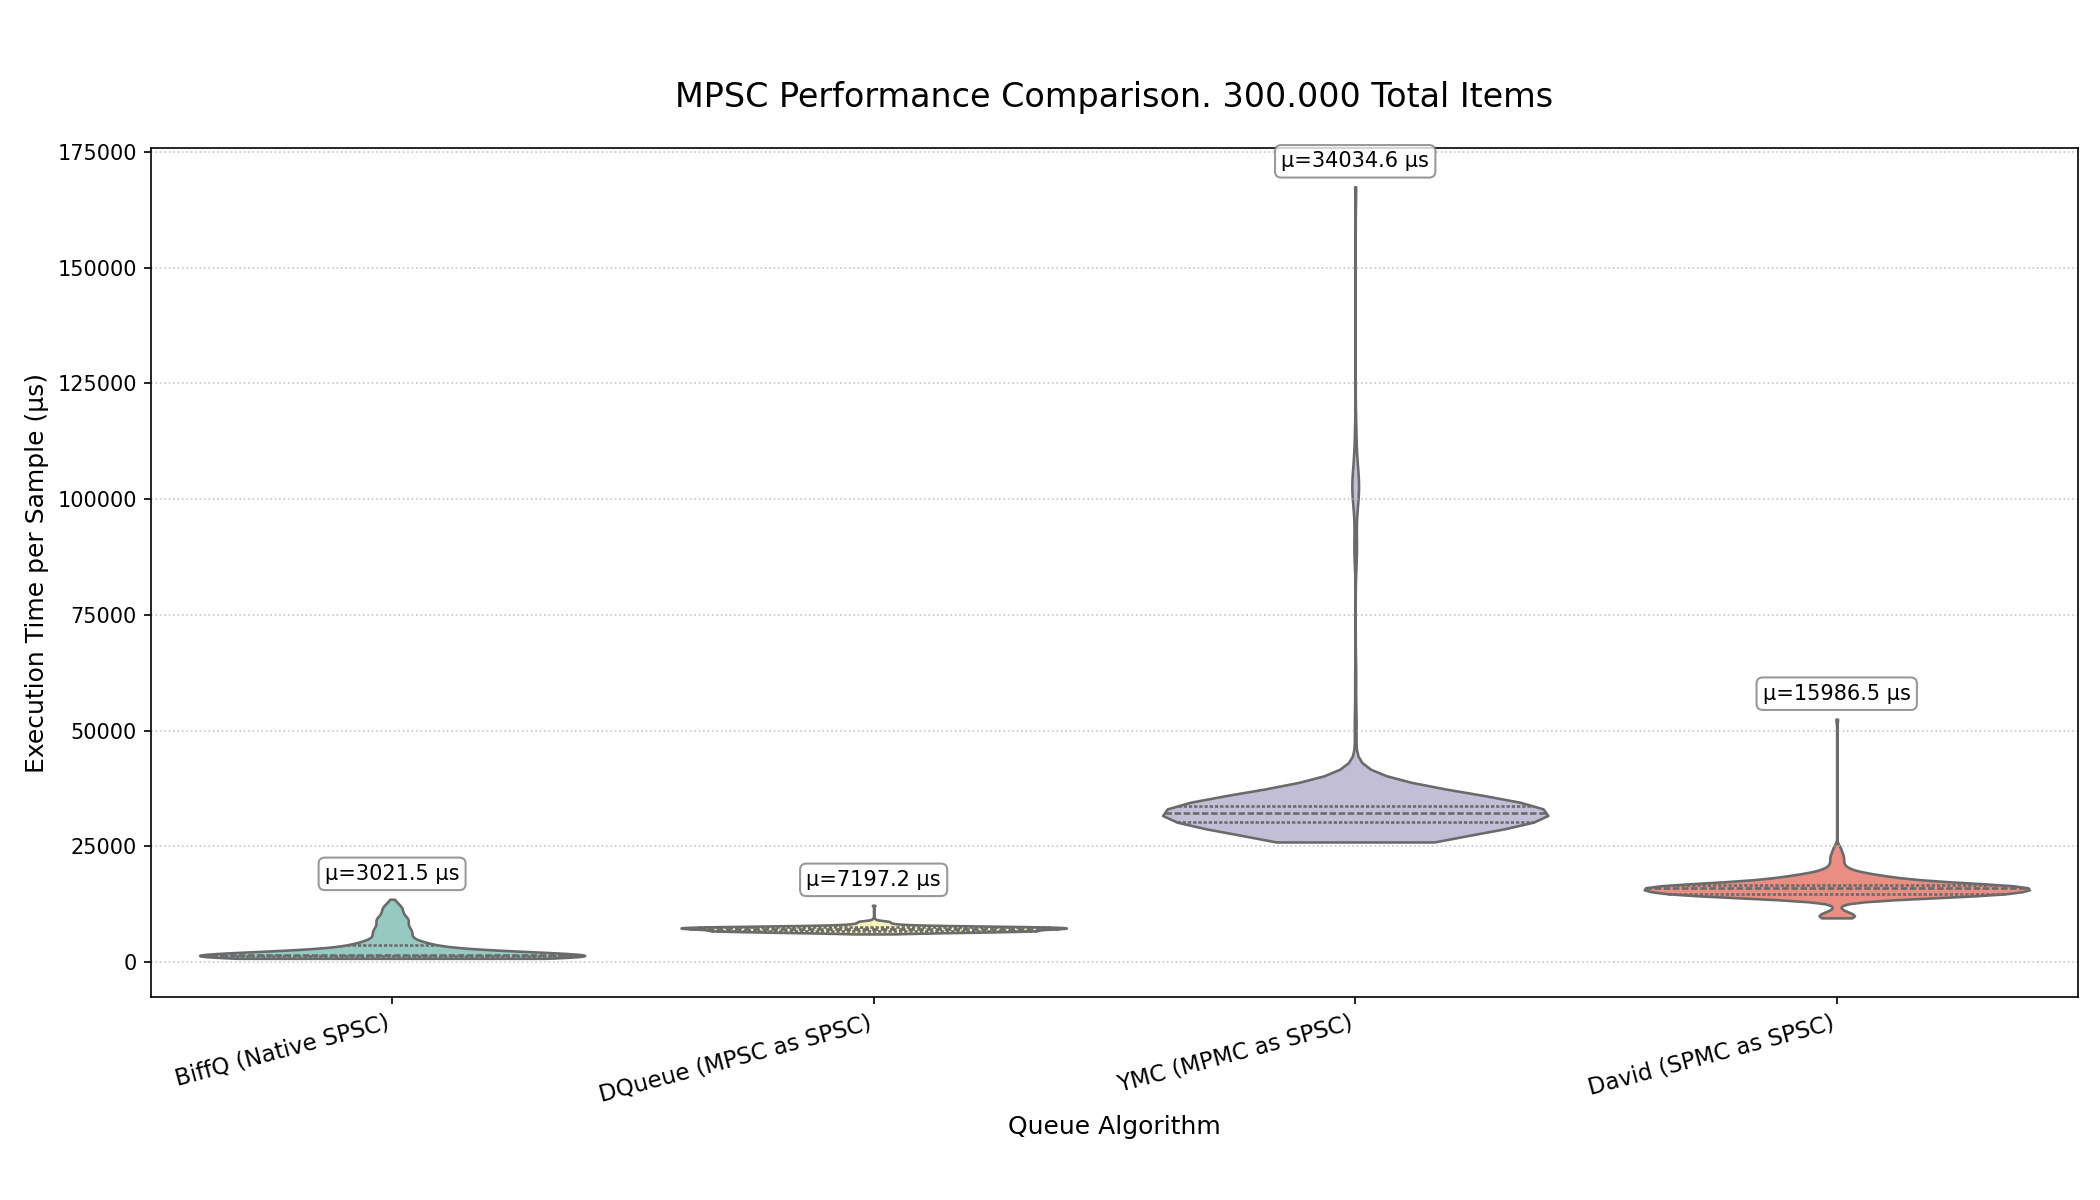 MPSC Performance Comparison. 300.000 Total Items
Execution Time per Sample (µs)
175000
150000
125000
100000
75000
50000
25000
0
µ=3021.5 µs
µ=7197.2 µs
µ=34034.6 µs
µ=15986.5 µs
BiffQ (Native SPSC)
DQueue (MPSC as SPSC)
YMC (MPMC as SPSC)
David (SPMC as SPSC)
Queue Algorithm